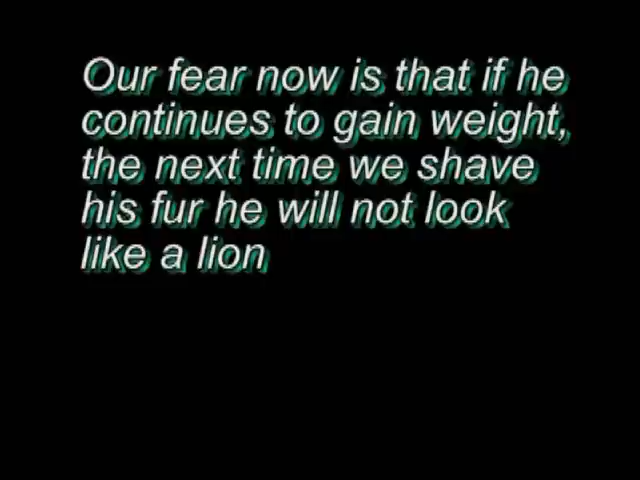 Our fear now is that if he
continues to gain weight,
the next time we shave
his fur he will not look
like a lion